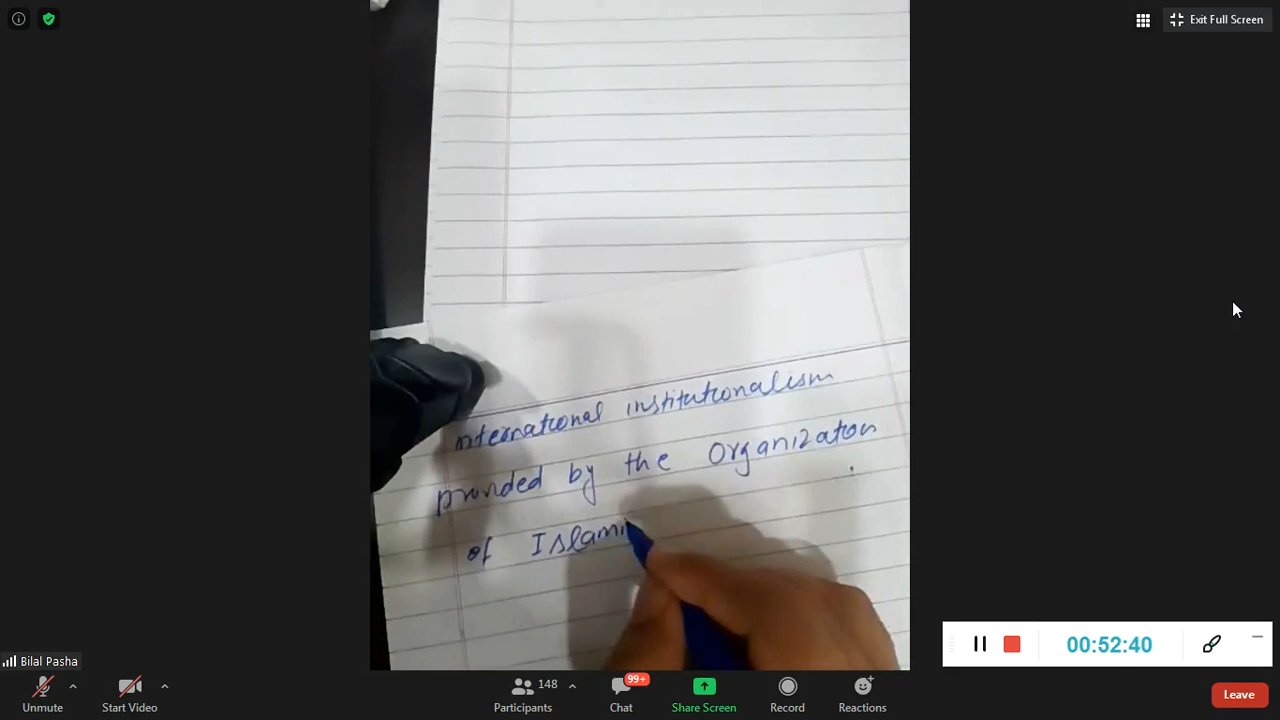 Exit Full Screen
International institutionalism
provided by the Organization
of Islami
Bilal Pasha
00:52:40
Unmute
Start Video
148
Participants
99+
Chat
Share Screen
Record
Reactions
Leave